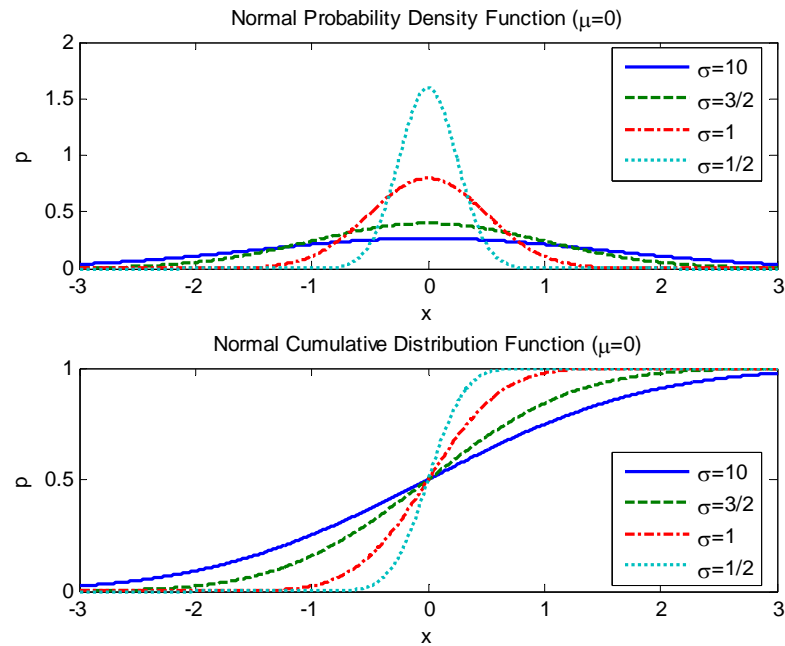 Normal Probability Density Function (μ=0)
2
1.5
1
0.5
0
p
-3 -2 -1 0 1 2 3
x
σ=10
σ=3/2
σ=1
σ=1/2
Normal Cumulative Distribution Function (μ=0)
1
0.5
0
p
-3 -2 -1 0 1 2 3
x
σ=10
σ=3/2
σ=1
σ=1/2